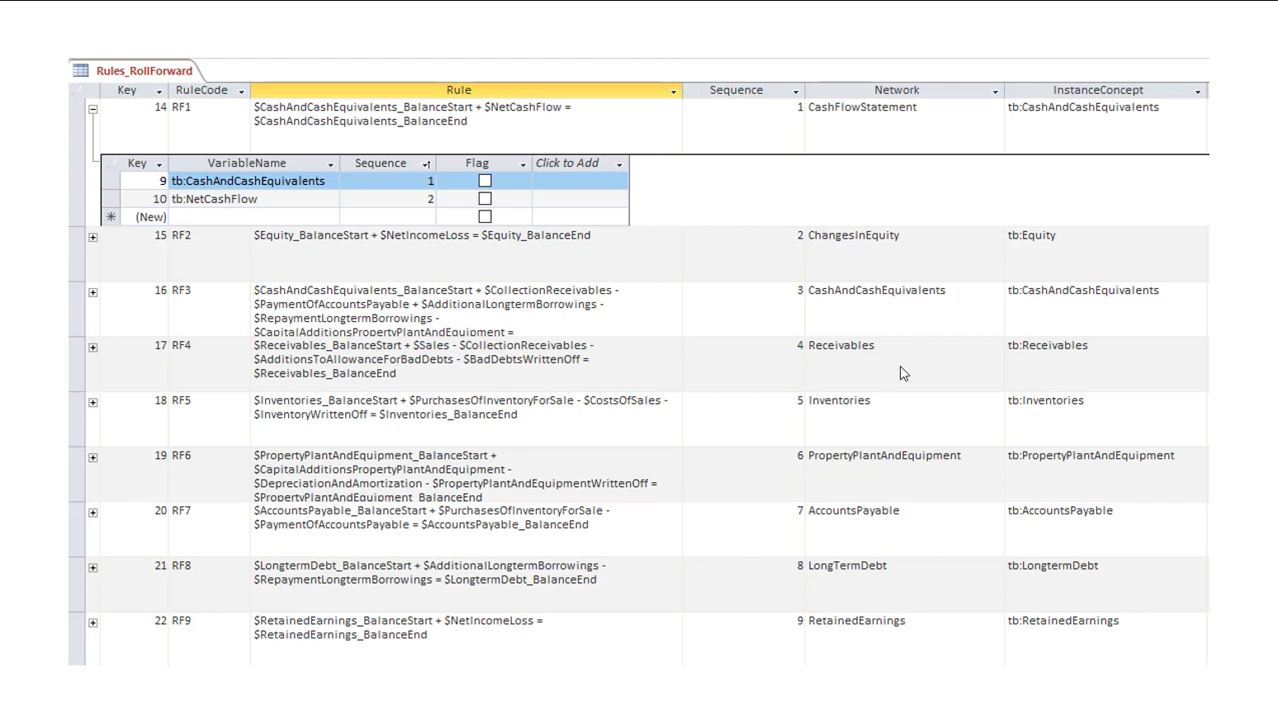 Rules_RollForward
Key RuleCode Rule Sequence Network InstanceConcept
14 RF1 $CashAndCashEquivalents_BalanceStart + $NetCashFlow = 1 CashFlowStatement tb:CashAndCashEquivalents
$CashAndCashEquivalents_BalanceEnd
Key VariableName Sequence Flag Click to Add
9 tb:CashAndCashEquivalents 1
10 tb:NetCashFlow 2
(New)
15 RF2 $Equity_BalanceStart + $NetIncomeLoss = $Equity_BalanceEnd 2 ChangesInEquity tb:Equity
16 RF3 $CashAndCashEquivalents_BalanceStart + $CollectionReceivables - 3 CashAndCashEquivalents tb:CashAndCashEquivalents
$PaymentOfAccountsPayable + $AdditionalLongtermBorrowings -
$RepaymentLongtermBorrowings -
$CapitalAdditionsPropertyPlantAndEquipment =
17 RF4 $Receivables_BalanceStart + $Sales - $CollectionReceivables - 4 Receivables tb:Receivables
$AdditionsToAllowanceForBadDebts - $BadDebtsWrittenOff =
$Receivables_BalanceEnd
18 RF5 $Inventories_BalanceStart + $PurchasesOfInventoryForSale - $CostsOfSales - 5 Inventories tb:Inventories
$InventoryWrittenOff = $Inventories_BalanceEnd
19 RF6 $PropertyPlantAndEquipment_BalanceStart + 6 PropertyPlantAndEquipment tb:PropertyPlantAndEquipment
$CapitalAdditionsPropertyPlantAndEquipment -
$DepreciationAndAmortization - $PropertyPlantAndEquipmentWrittenOff =
$PropertyPlantAndEquipment_BalanceEnd
20 RF7 $AccountsPayable_BalanceStart + $PurchasesOfInventoryForSale - 7 AccountsPayable tb:AccountsPayable
$PaymentOfAccountsPayable = $AccountsPayable_BalanceEnd
21 RF8 $LongtermDebt_BalanceStart + $AdditionalLongtermBorrowings - 8 LongTermDebt tb:LongtermDebt
$RepaymentLongtermBorrowings = $LongtermDebt_BalanceEnd
22 RF9 $RetainedEarnings_BalanceStart + $NetIncomeLoss = 9 RetainedEarnings tb:RetainedEarnings
$RetainedEarnings_BalanceEnd